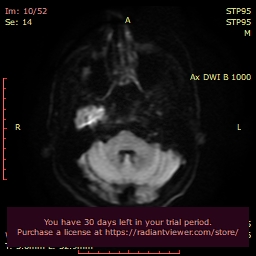 Im: 10/52
Se: 14
A
STP95
STP95
M
Ax DWI B 1000
R
L
You have 30 days left in your trial period.
Purchase a license at https://radiantviewer.com/store/